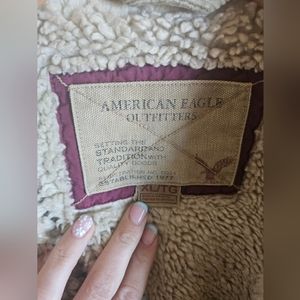 AMERICAN EAGLE
OUTFITTERS
SETTING THE
STANDARD AND
TRADITION WITH
QUALITY GOODS
ESTABLISHED 1977
XL/TG